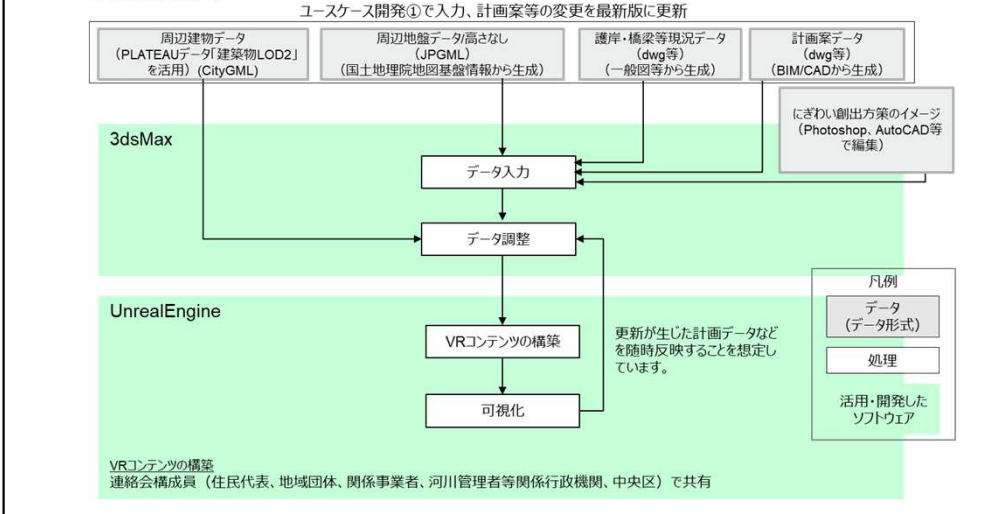 ユースケース開発①で入力、計画案等の変更を最新版に更新
周辺建物データ
（PLATEAUデータ「建築物LOD2」
を活用）(CityGML)
周辺地盤データ/高さなし
（JPGML）
（国土地理院地図基盤情報から生成）
護岸・橋梁等現況データ
（dwg等）
（一般図等から生成）
計画案データ
（dwg等）
（BIM/CADから生成）
にぎわい創出方策のイメージ
（Photoshop、AutoCAD等
で編集）
3dsMax
データ入力
データ調整
UnrealEngine
VRコンテンツの構築
可視化
更新が生じた計画データなど
を随時反映することを想定し
ています。
凡例
データ
（データ形式）
処理
活用・開発した
ソフトウェア
VRコンテンツの構築
連絡会構成員（住民代表、地域団体、関係事業者、河川管理者等関係行政機関、中央区）で共有